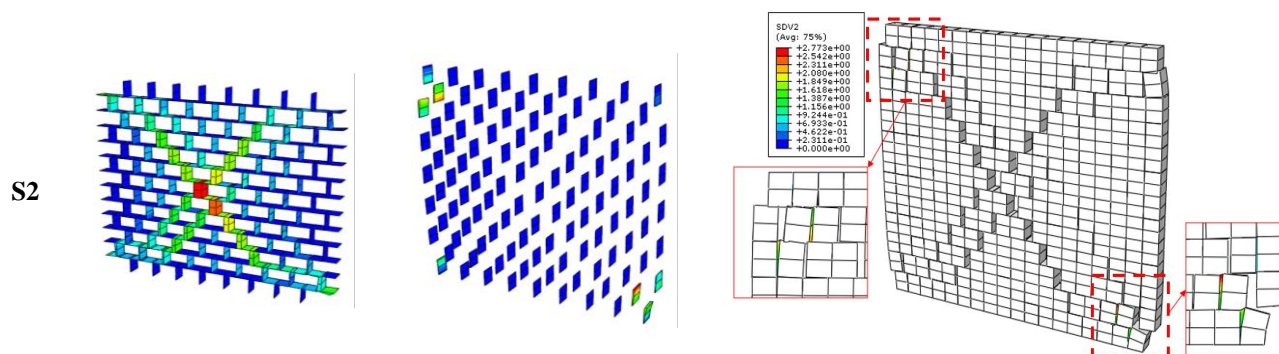 S2
SDV2
(Avg: 75%)
+2.773e+00
+2.542e+00
+2.311e+00
+2.080e+00
+1.849e+00
+1.618e+00
+1.387e+00
+1.156e+00
+9.244e-01
+6.933e-01
+4.622e-01
+2.311e-01
+0.000e+00